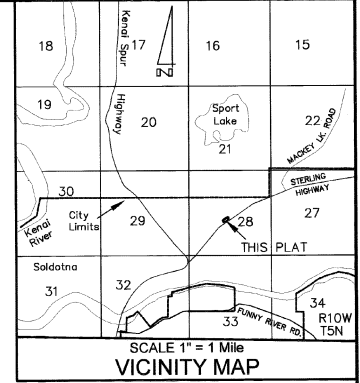 18
17
16
15
Kenai Spur
Highway
N
19
20
Sport
Lake
21
22
MACKEY LK. ROAD
STERLING
HIGHWAY
30
City
Limits
29
28
27
Kenai
River
THIS PLAT
Soldotna
31
32
33
FUNNY RIVER RD.
34
R10W
T5N
SCALE 1" = 1 Mile
VICINITY MAP